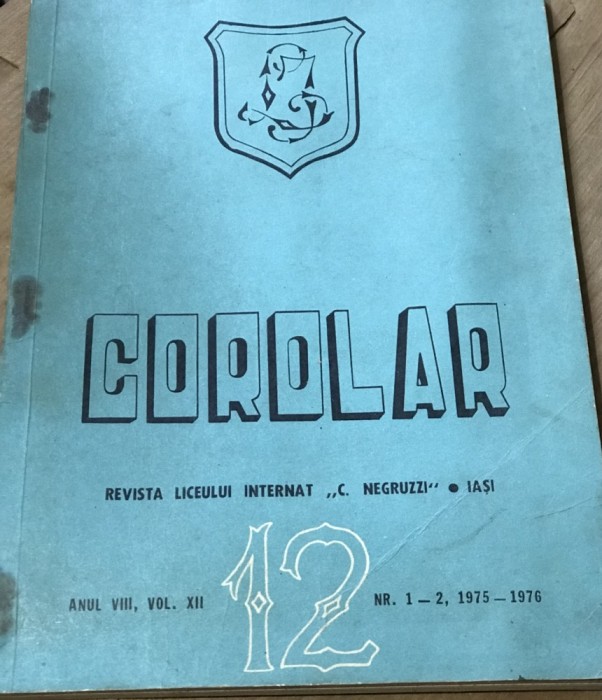 COROLAR
REVISTA LICEULUI INTERNAT „C. NEGRUZZI” ● IAȘI
12
ANUL VIII, VOL. XII NR. 1 — 2, 1975 — 1976